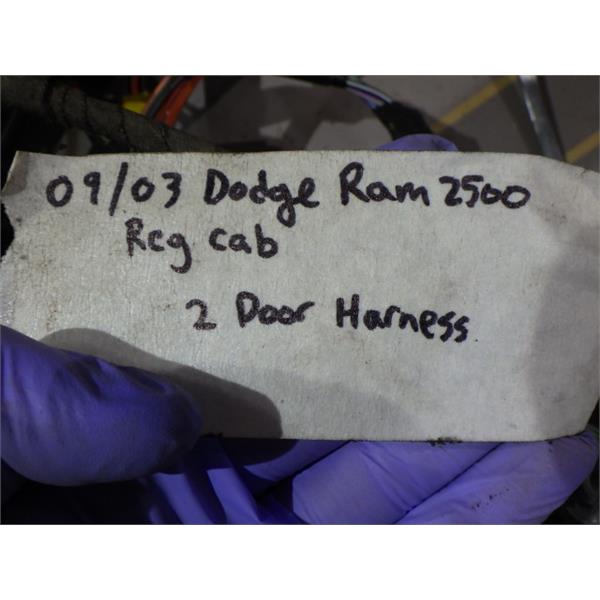 09/03 Dodge Ram 2500
Reg cab
2 Door Harness